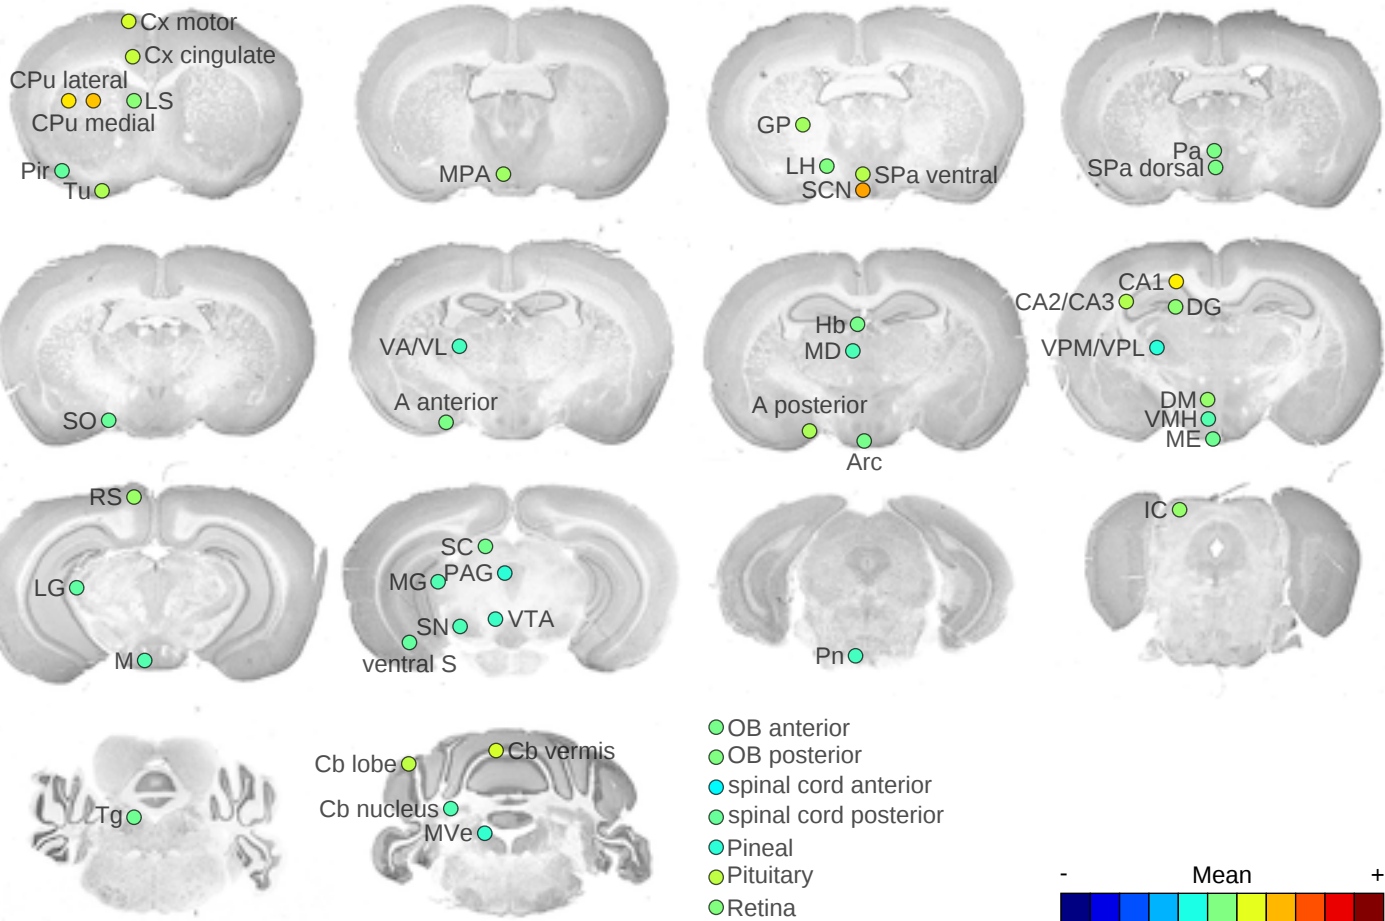 Cx motor
Cx cingulate
CPu lateral
LS
CPu medial
Pir
Tu
MPA
GP
LH
SPa ventral
SCN
Pa
SPa dorsal
SO
VA/VL
A anterior
Hb
MD
A posterior
Arc
CA1
CA2/CA3
DG
VPM/VPL
DM
VMH
ME
RS
LG
M
SC
PAG
MG
VTA
SN
ventral S
Pn
IC
Tg
Cb vermis
Cb lobe
Cb nucleus
MVe
OB anterior
OB posterior
spinal cord anterior
spinal cord posterior
Pineal
Pituitary
Retina
- Mean +